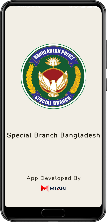 BANGLADESH POLICE
SPECIAL BRANCH
Special Branch Bangladesh
App Developed By